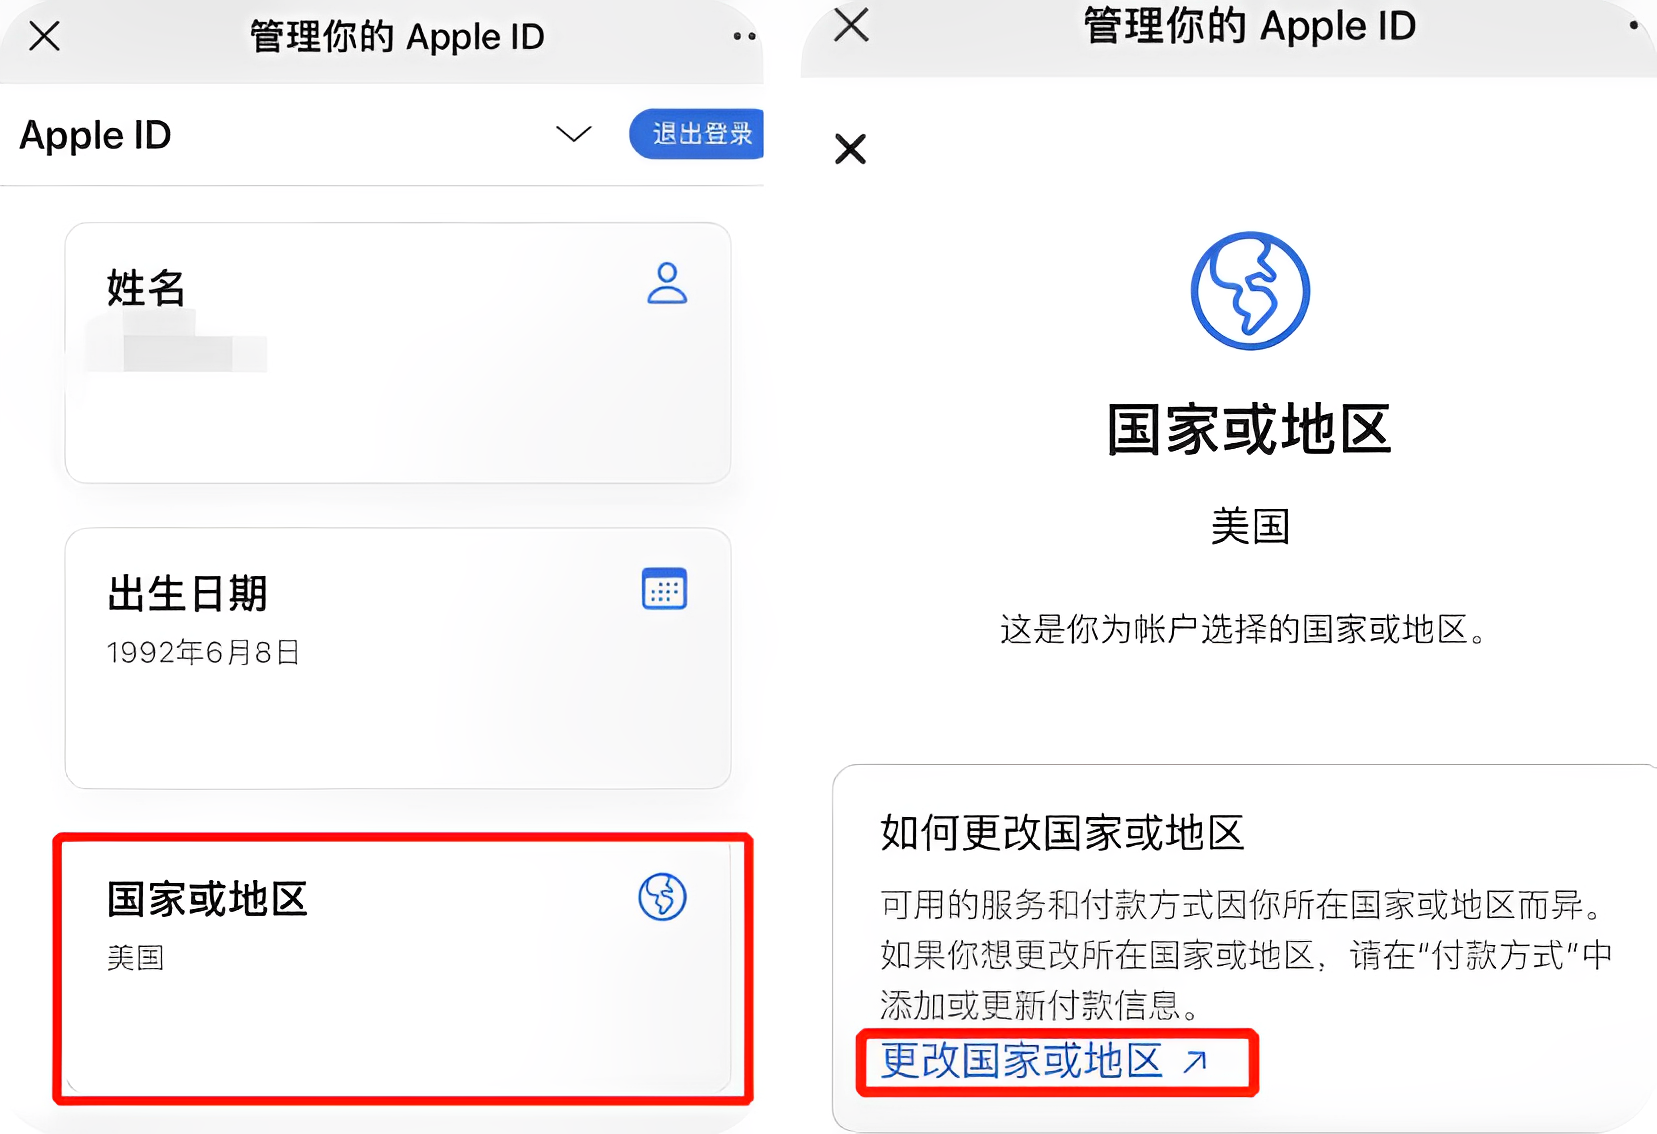 管理你的 Apple ID
Apple ID
退出登录
姓名
出生日期
1992年6月8日
国家或地区
美国
管理你的 Apple ID
国家或地区
美国
这是你为帐户选择的国家或地区。
如何更改国家或地区
可用的服务和付款方式因你所在国家或地区而异。
如果你想更改所在国家或地区，请在“付款方式”中
添加或更新付款信息。
更改国家或地区 ↗